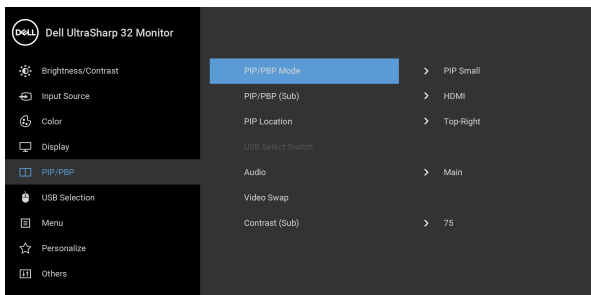 DELL Dell UltraSharp 32 Monitor
Brightness/Contrast
Input Source
Color
Display
PIP/PBP
USB Selection
Menu
Personalize
Others
PIP/PBP Mode > PIP Small
PIP/PBP (Sub) > HDMI
PIP Location > Top-Right
USB Select Switch
Audio > Main
Video Swap
Contrast (Sub) > 75